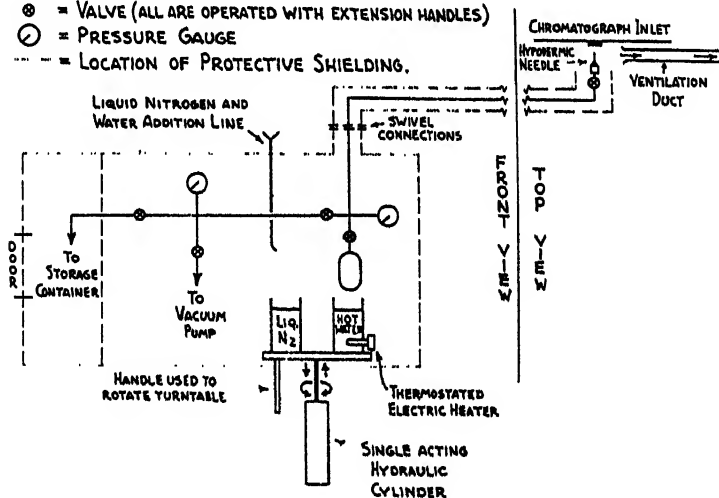 = VALVE (ALL ARE OPERATED WITH EXTENSION HANDLES)
= PRESSURE GAUGE
= LOCATION OF PROTECTIVE SHIELDING.
CHROMATOGRAPH INLET
HYPODERMIC
NEEDLE
VENTILATION
DUCT
LIQUID NITROGEN AND
WATER ADDITION LINE
SWIVEL
CONNECTIONS
FRONT VIEW
TOP VIEW
DOOR
TO
STORAGE
CONTAINER
TO
VACUUM
PUMP
LIQ.
N2
HOT
WATER
HANDLE USED TO
ROTATE TURNTABLE
THERMOSTATED
ELECTRIC HEATER
SINGLE ACTING
HYDRAULIC
CYLINDER